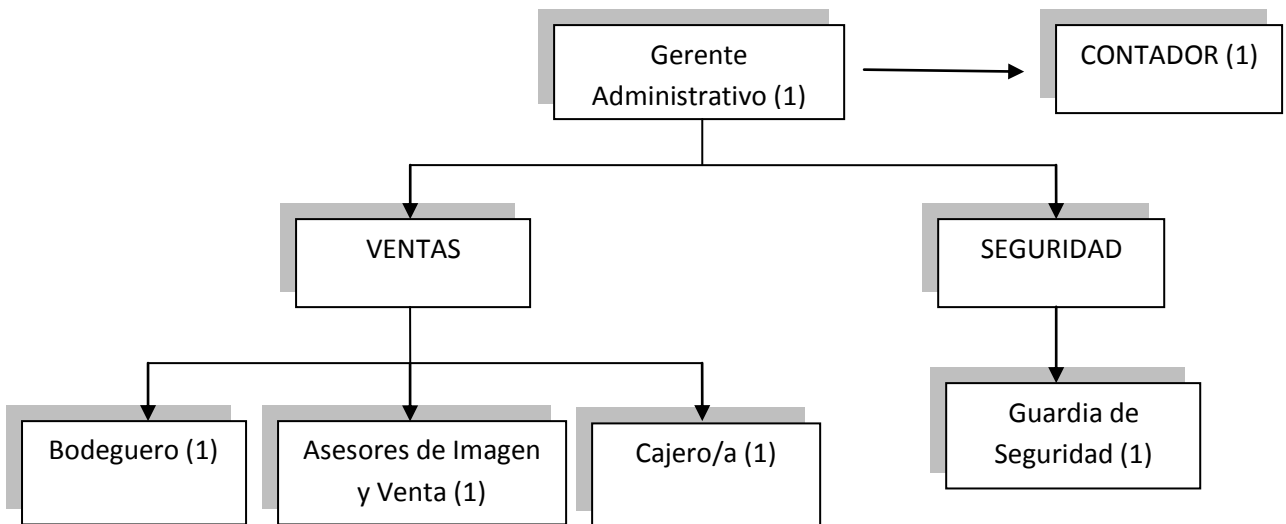 Gerente
Administrativo (1)
CONTADOR (1)
VENTAS
SEGURIDAD
Bodeguero (1)
Asesores de Imagen
y Venta (1)
Cajero/a (1)
Guardia de
Seguridad (1)